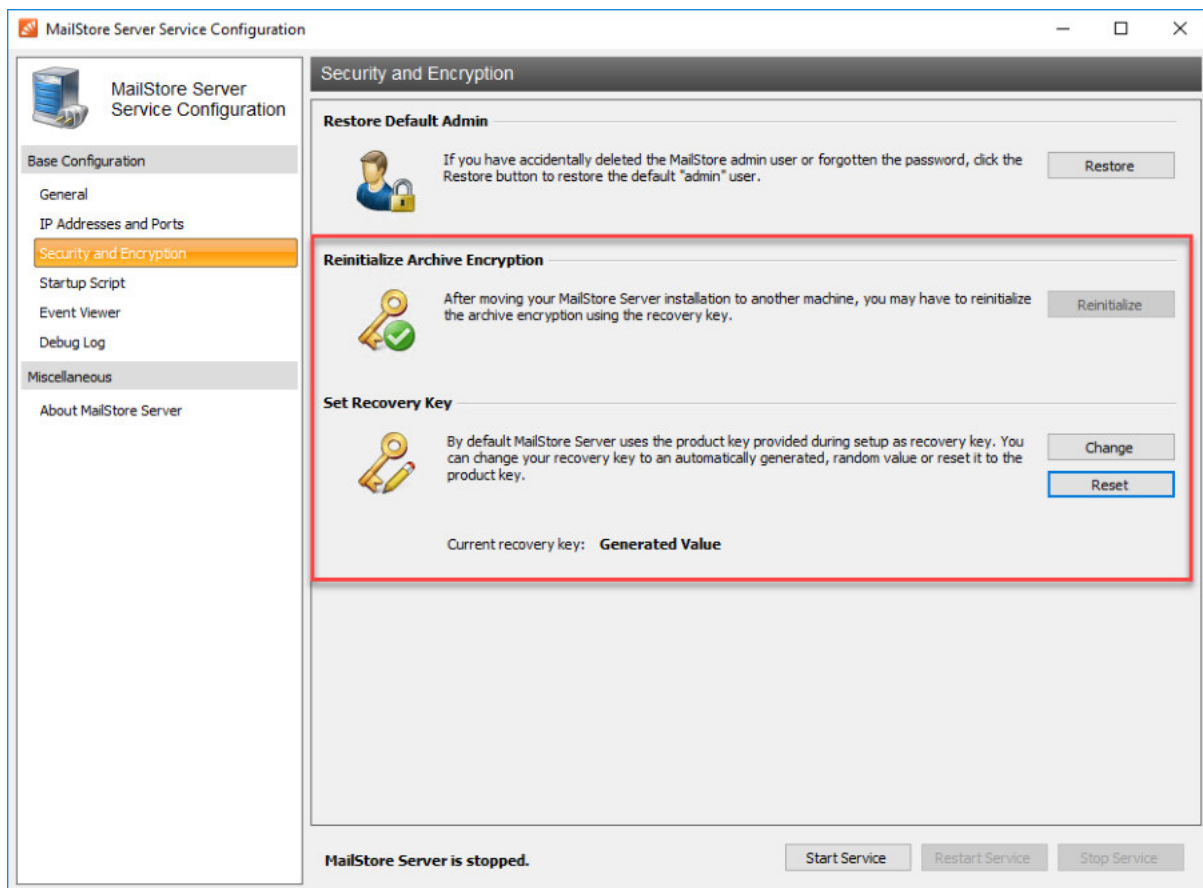 MailStore Server Service Configuration
MailStore Server
Service Configuration
Base Configuration
General
IP Addresses and Ports
Security and Encryption
Startup Script
Event Viewer
Debug Log
Miscellaneous
About MailStore Server
Security and Encryption
Restore Default Admin
If you have accidentally deleted the MailStore admin user or forgotten the password, click the
Restore button to restore the default "admin" user.
Restore
Reinitialize Archive Encryption
After moving your MailStore Server installation to another machine, you may have to reinitialize
the archive encryption using the recovery key.
Reinitialize
Set Recovery Key
By default MailStore Server uses the product key provided during setup as recovery key. You
can change your recovery key to an automatically generated, random value or reset it to the
product key.
Change
Reset
Current recovery key: Generated Value
MailStore Server is stopped.
Start Service
Restart Service
Stop Service